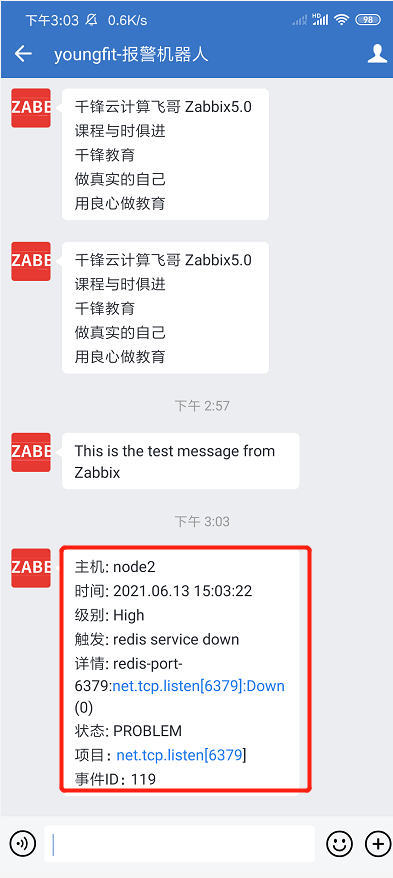 下午3:03 0.6K/s HD 98
youngfit-报警机器人
ZABB
千锋云计算飞哥 Zabbix5.0
课程与时俱进
千锋教育
做真实的自己
用良心做教育
ZABB
千锋云计算飞哥 Zabbix5.0
课程与时俱进
千锋教育
做真实的自己
用良心做教育
下午 2:57
ZABB
This is the test message from
Zabbix
下午 3:03
ZABB
主机: node2
时间: 2021.06.13 15:03:22
级别: High
触发: redis service down
详情: redis-port-
6379:net.tcp.listen[6379]:Down
(0)
状态: PROBLEM
项目：net.tcp.listen[6379]
事件ID：119